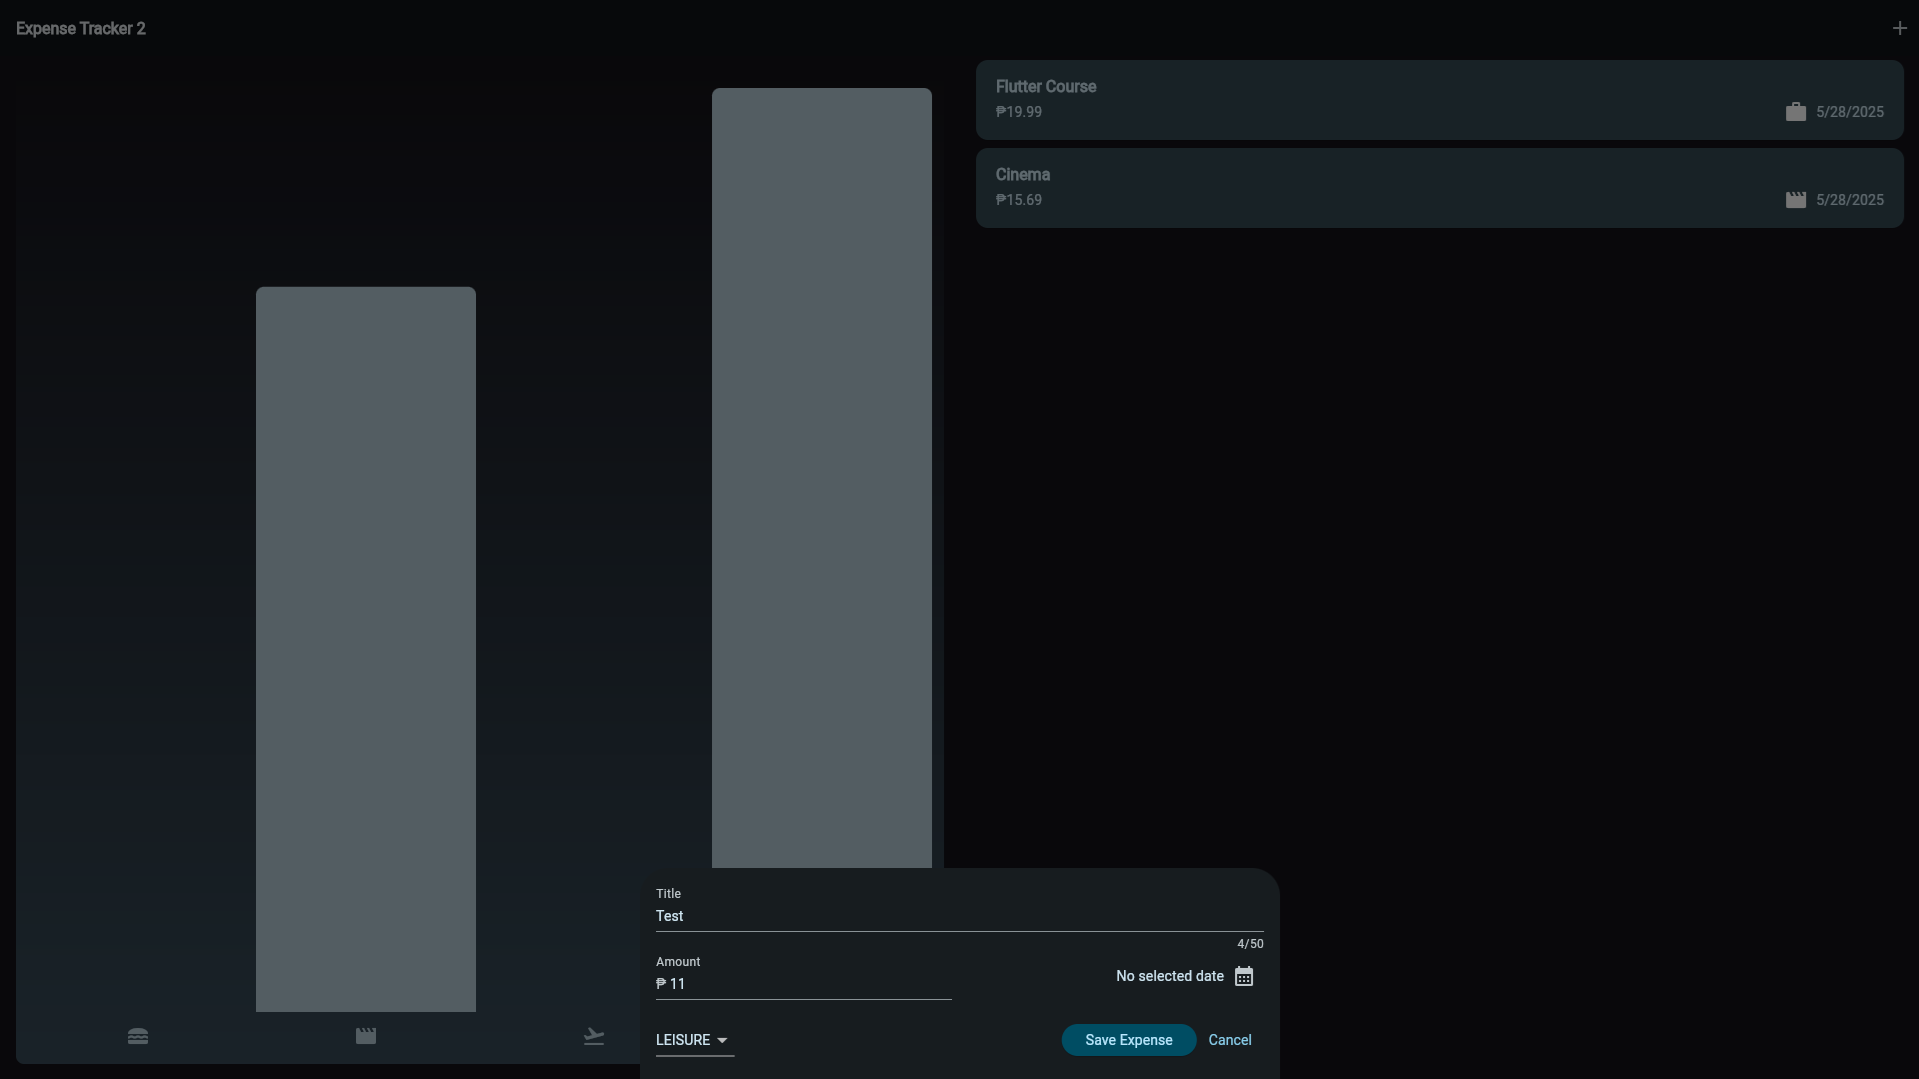 Expense Tracker 2
Flutter Course
₱19.99
5/28/2025
Cinema
₱15.69
5/28/2025
Title
Test
4/50
Amount
₱ 11
No selected date
LEISURE
Save Expense
Cancel